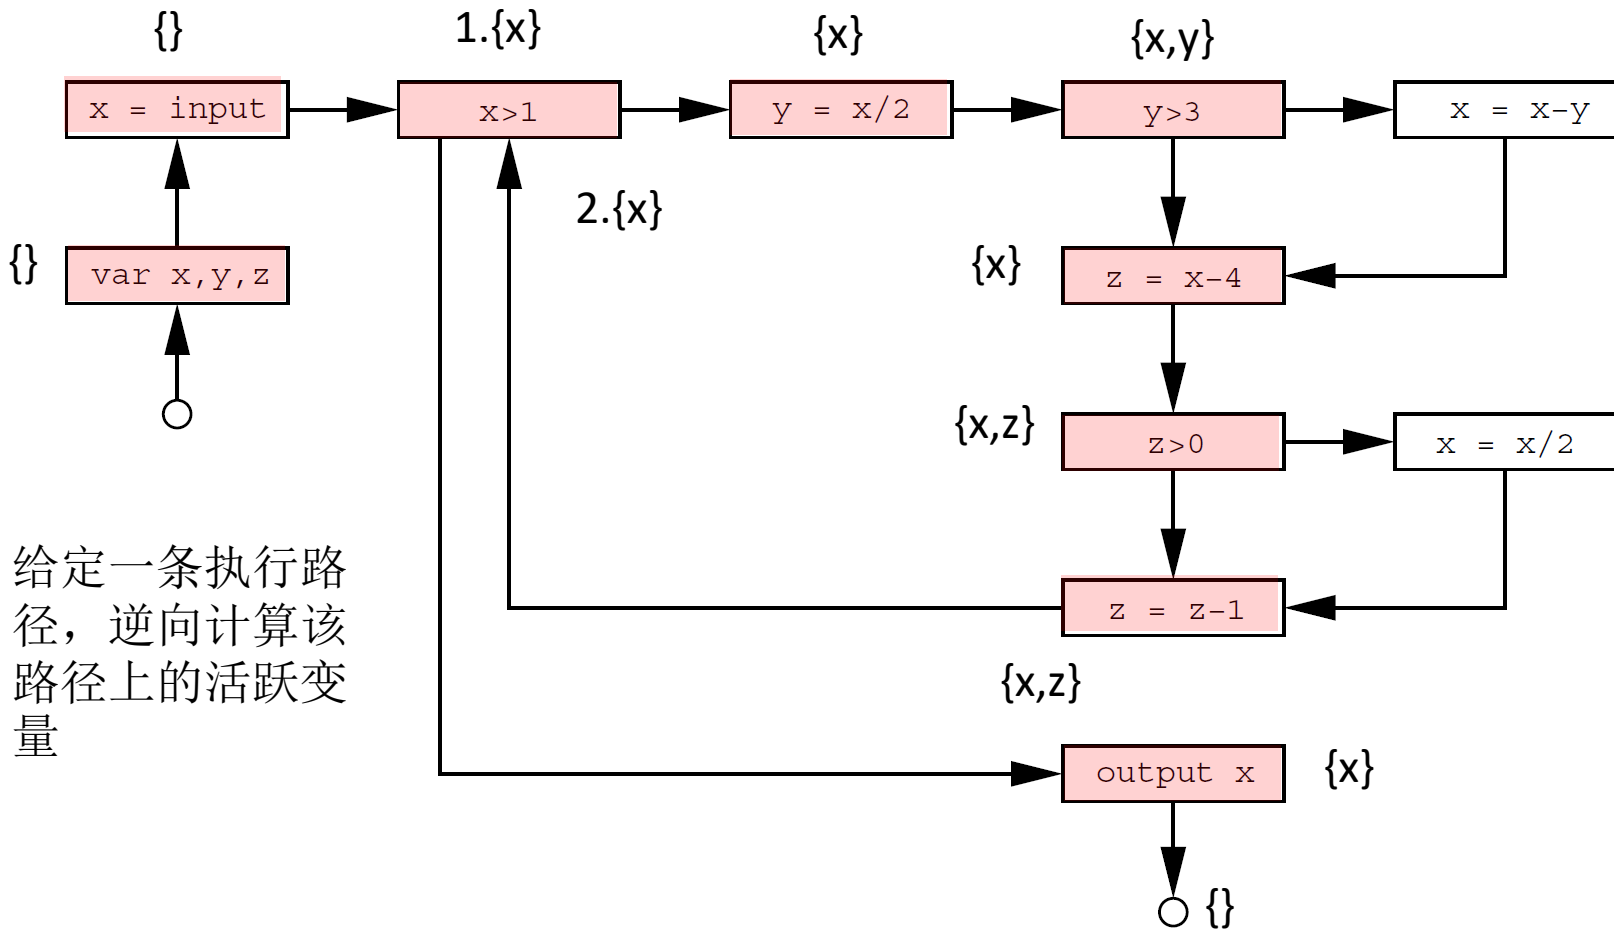 {}
1.{x}
{x}
{x,y}
x = input
x>1
y = x/2
y>3
x = x-y
2.{x}
{}
var x,y,z
{x}
z = x-4
{x,z}
z>0
x = x/2
给定一条执行路
径，逆向计算该
路径上的活跃变
量
z = z-1
{x,z}
output x
{x}
{}